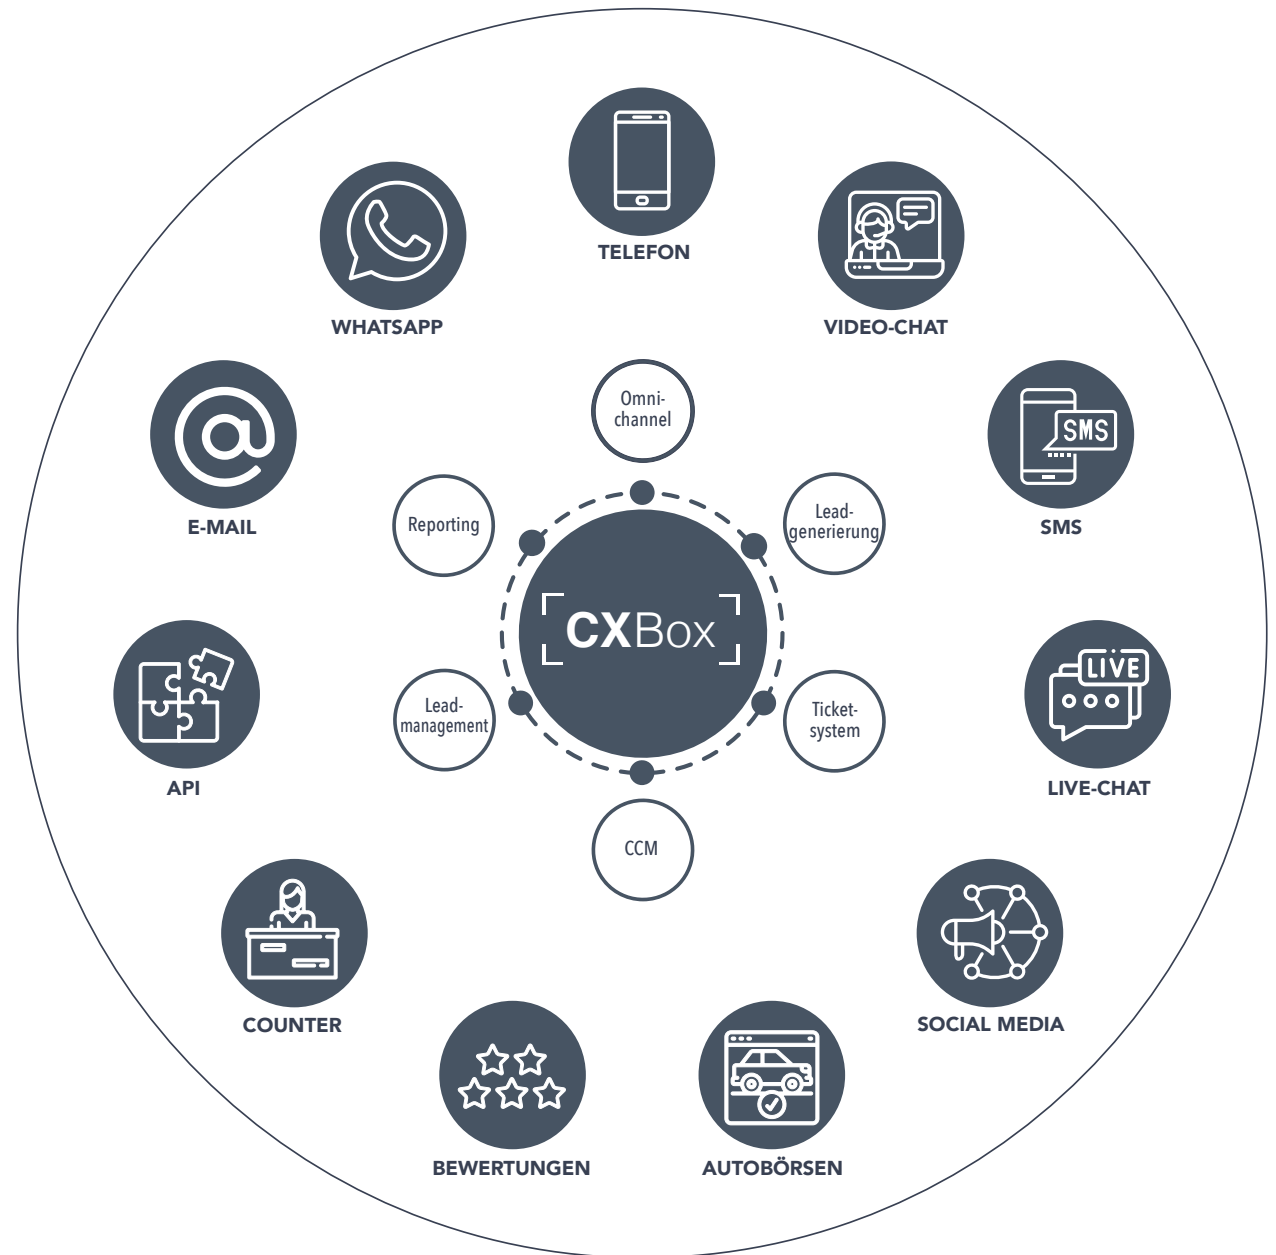 TELEFON
WHATSAPP
VIDEO-CHAT
E-MAIL
SMS
SMS
Omni-
channel
Reporting
Lead-
generierung
CXBox
Lead-
management
Ticket-
system
CCM
API
LIVE
LIVE-CHAT
COUNTER
SOCIAL MEDIA
BEWERTUNGEN
AUTOBÖRSEN